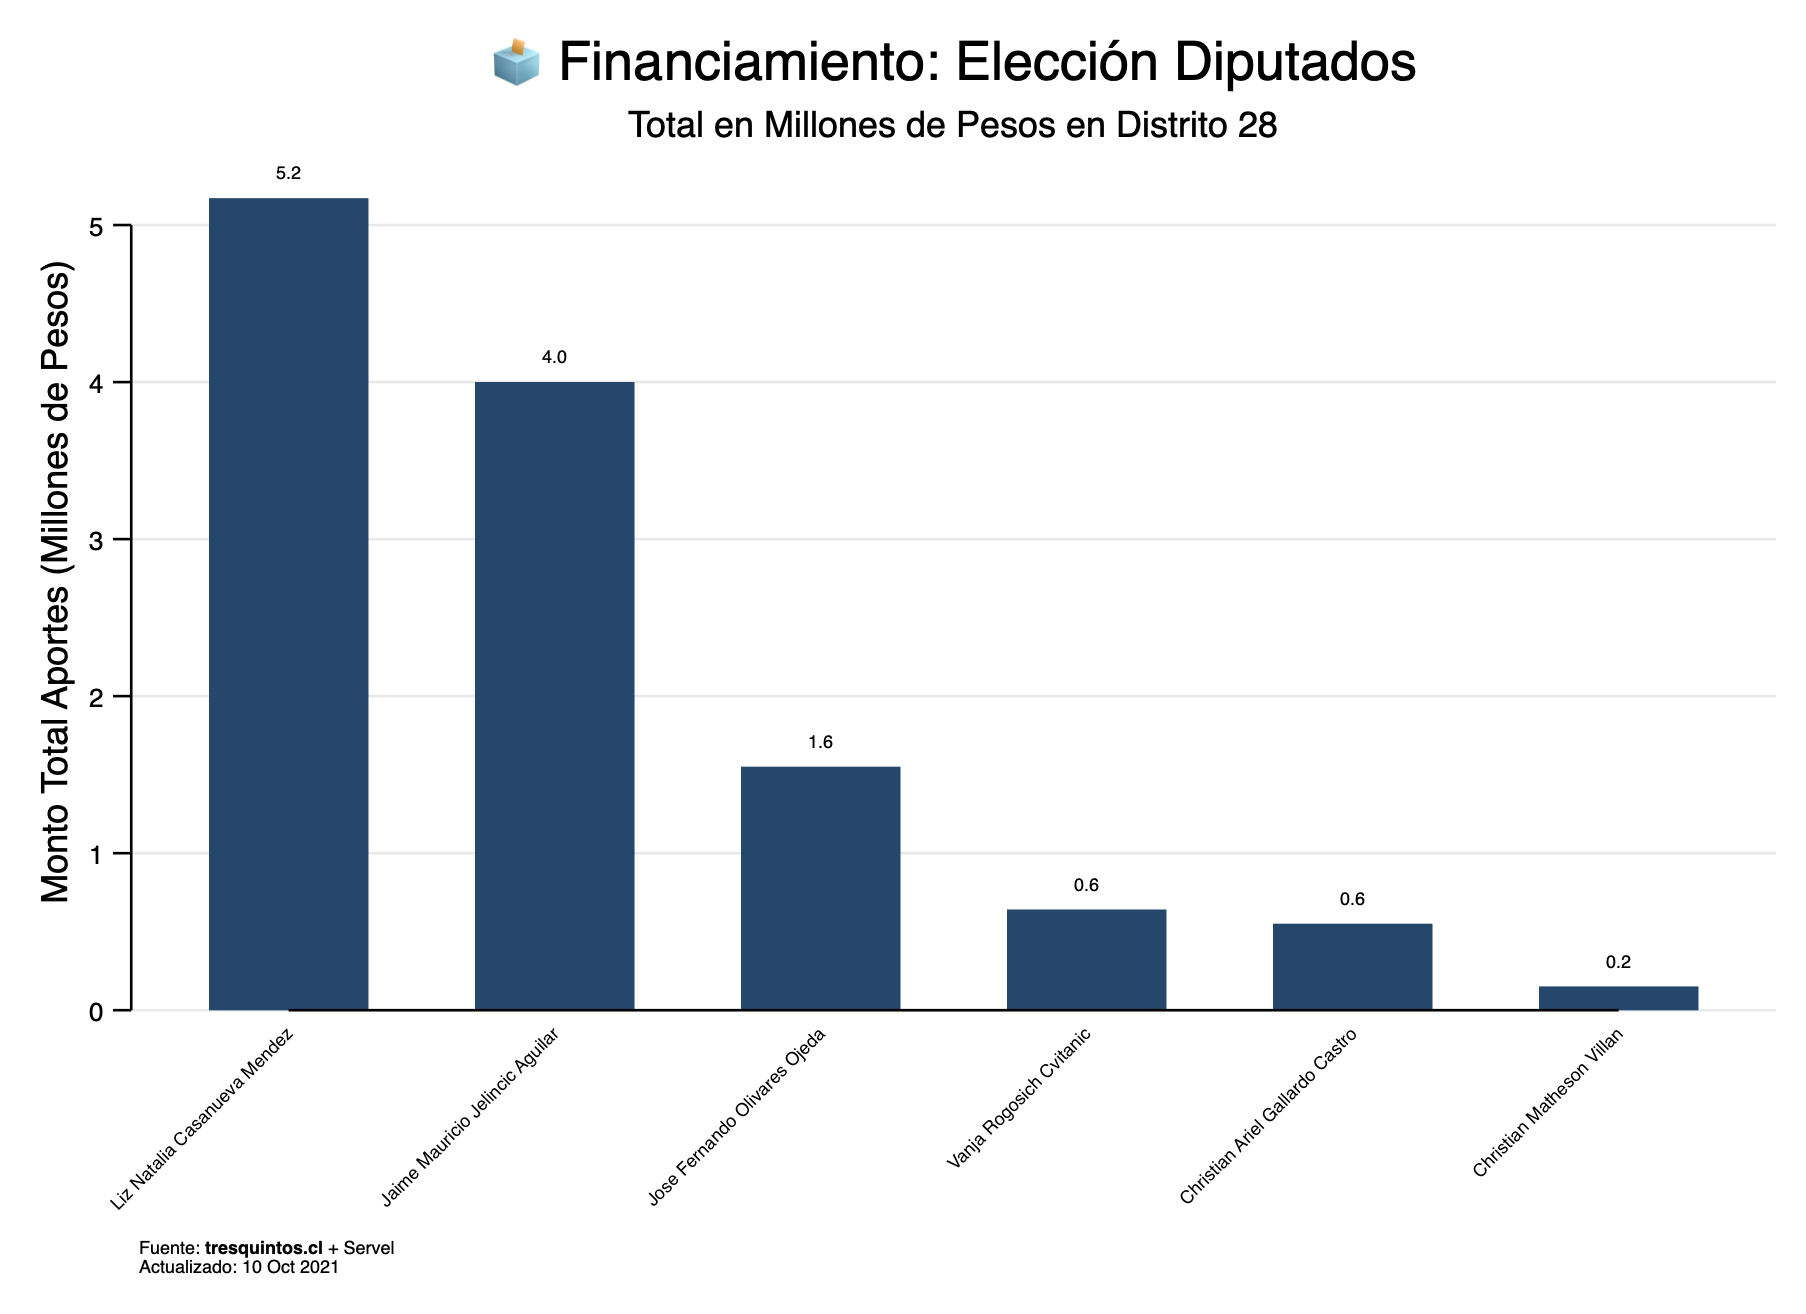 Financiamiento: Elección Diputados
Total en Millones de Pesos en Distrito 28
Monto Total Aportes (Millones de Pesos)
5
4
3
2
1
0
5.2
4.0
1.6
0.6
0.6
0.2
Liz Natalia Casanueva Mendez
Jaime Mauricio Jelincic Aguilar
Jose Fernando Olivares Ojeda
Vanja Rogosich Cvitanic
Christian Ariel Gallardo Castro
Christian Matheson Villan
Fuente: tresquintos.cl + Servel
Actualizado: 10 Oct 2021